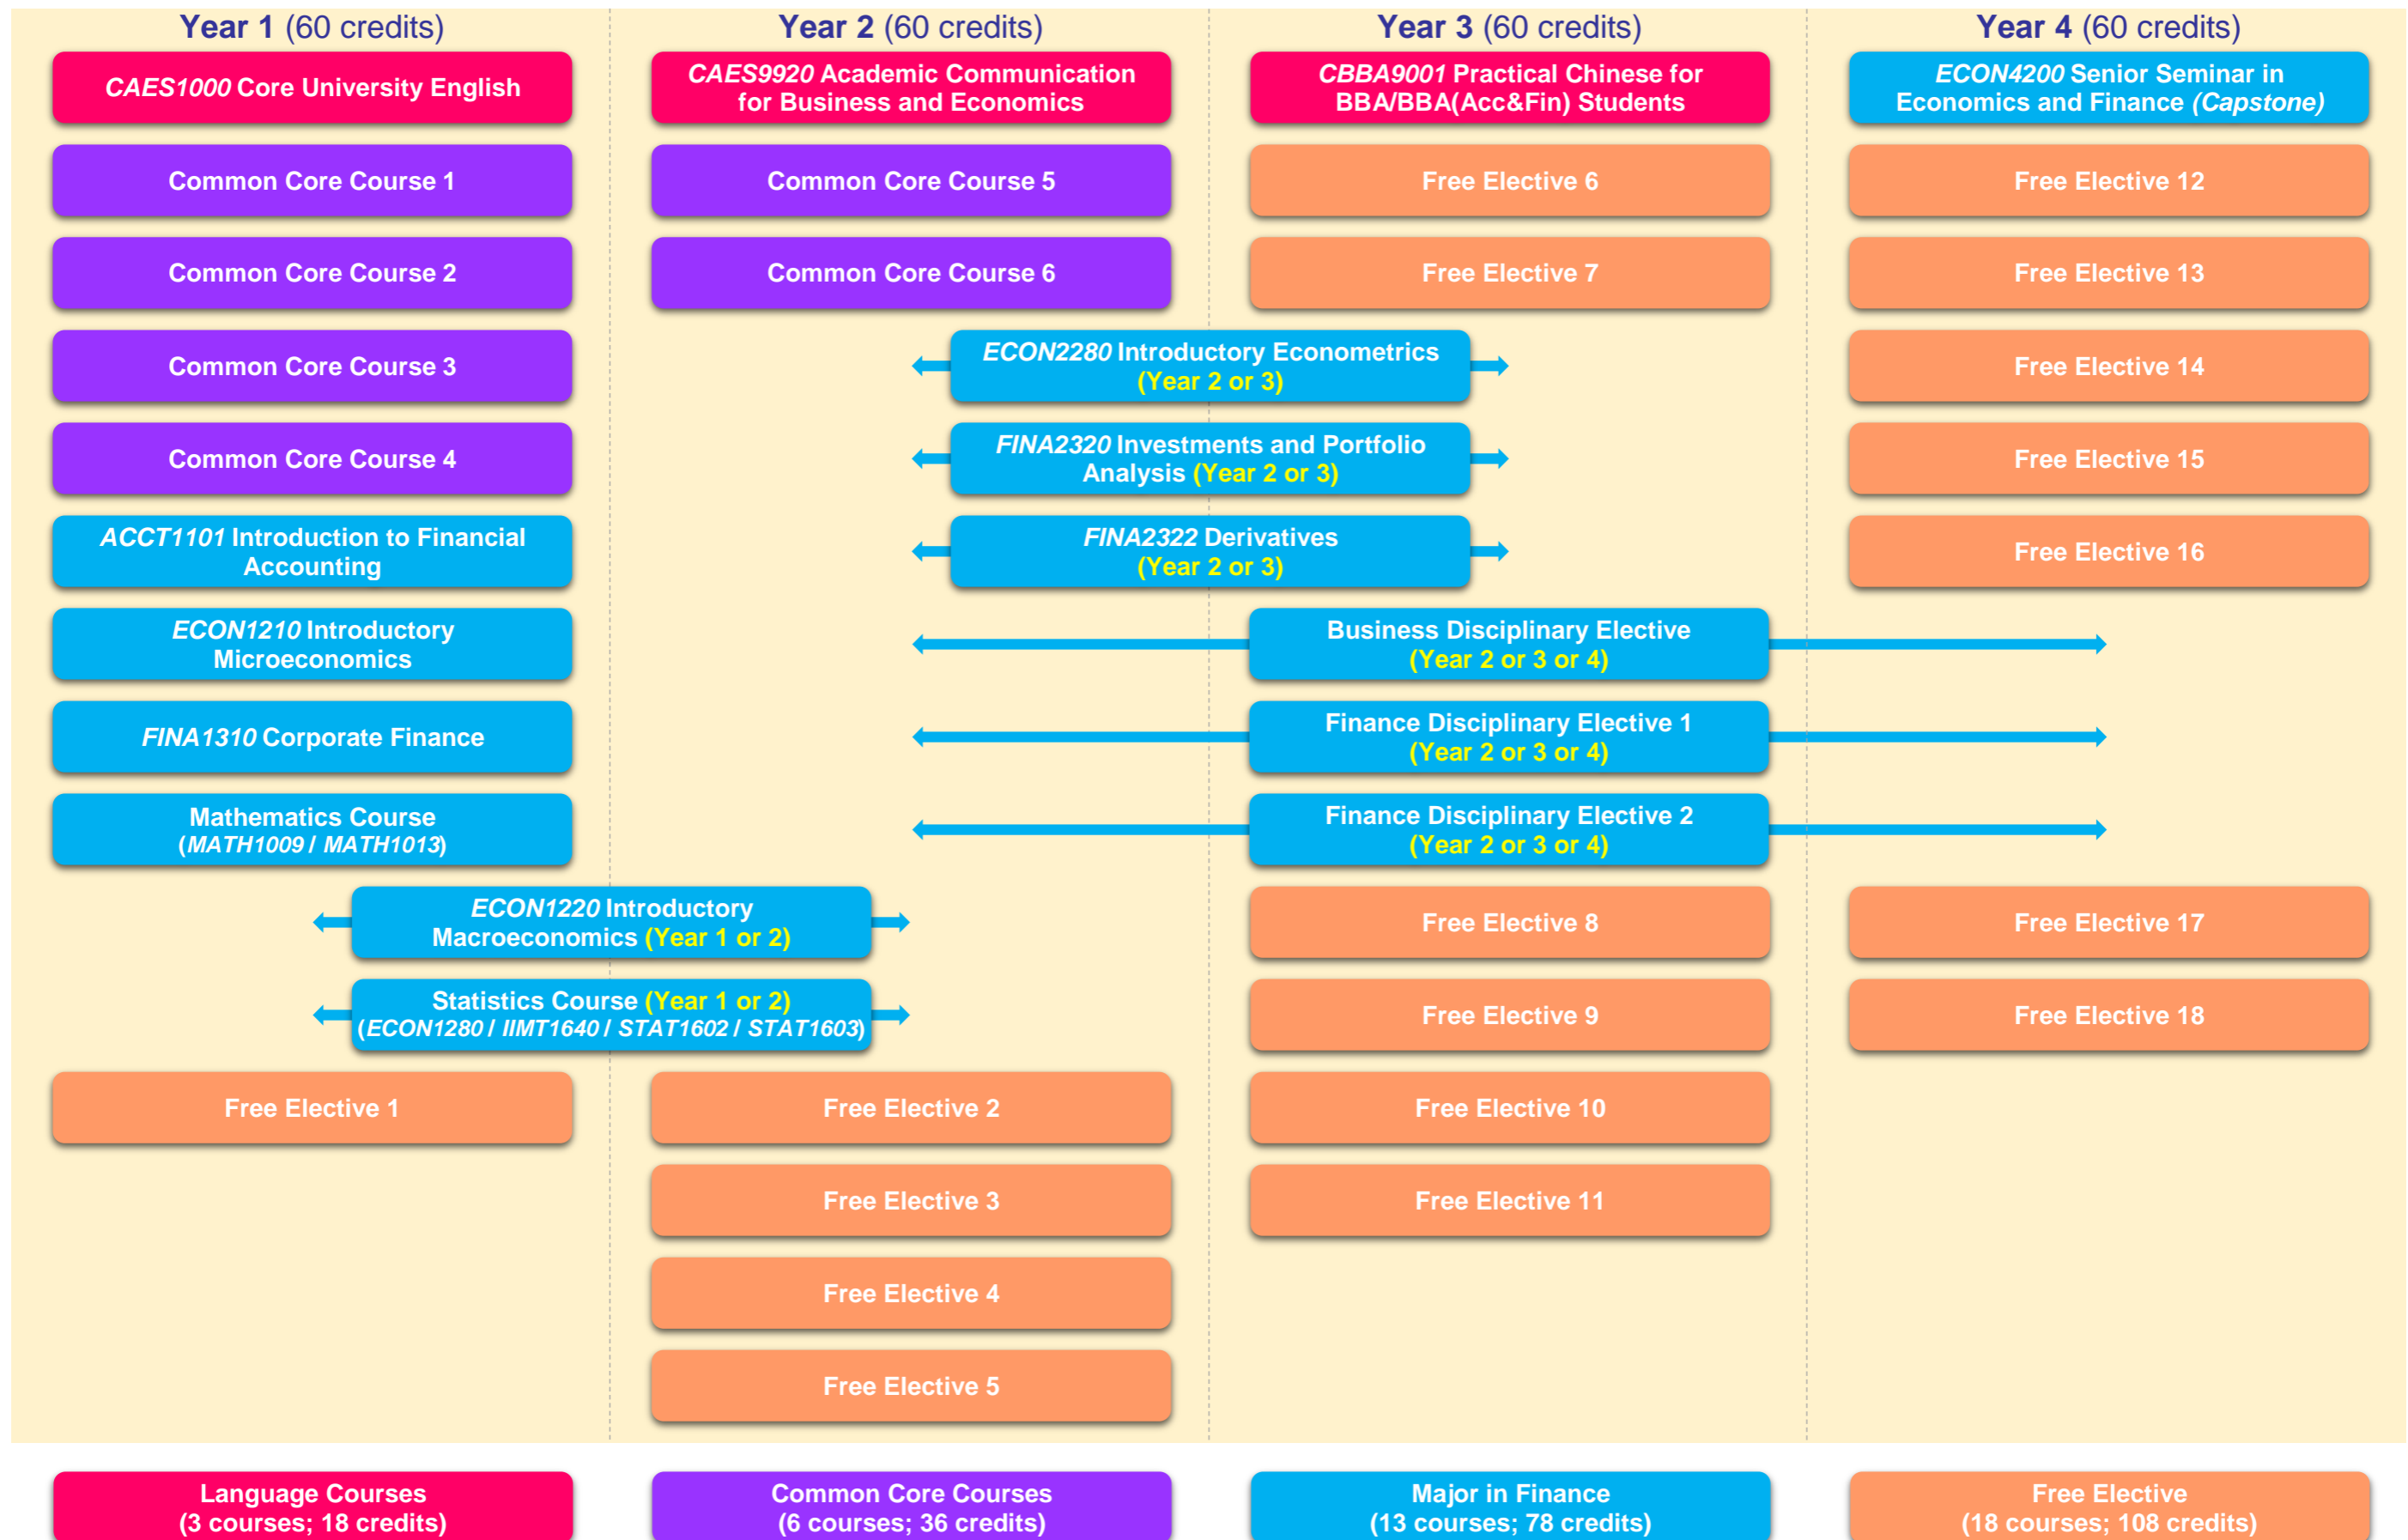 Year 1 (60 credits)
Year 2 (60 credits)
Year 3 (60 credits)
Year 4 (60 credits)
CAES1000 Core University English
CAES9920 Academic Communication
for Business and Economics
CBBA9001 Practical Chinese for
BBA/BBA(Acc&Fin) Students
ECON4200 Senior Seminar in
Economics and Finance (Capstone)
Common Core Course 1
Common Core Course 5
Free Elective 6
Free Elective 12
Common Core Course 2
Common Core Course 6
Free Elective 7
Free Elective 13
Common Core Course 3
ECON2280 Introductory Econometrics
(Year 2 or 3)
Free Elective 14
Common Core Course 4
FINA2320 Investments and Portfolio
Analysis (Year 2 or 3)
Free Elective 15
ACCT1101 Introduction to Financial
Accounting
FINA2322 Derivatives
(Year 2 or 3)
Free Elective 16
ECON1210 Introductory
Microeconomics
Business Disciplinary Elective
(Year 2 or 3 or 4)
FINA1310 Corporate Finance
Finance Disciplinary Elective 1
(Year 2 or 3 or 4)
Mathematics Course
(MATH1009 / MATH1013)
Finance Disciplinary Elective 2
(Year 2 or 3 or 4)
ECON1220 Introductory
Macroeconomics (Year 1 or 2)
Free Elective 8
Free Elective 17
Statistics Course (Year 1 or 2)
(ECON1280 / IIMT1640 / STAT1602 / STAT1603)
Free Elective 9
Free Elective 18
Free Elective 1
Free Elective 2
Free Elective 10
Free Elective 3
Free Elective 11
Free Elective 4
Free Elective 5
Language Courses
(3 courses; 18 credits)
Common Core Courses
(6 courses; 36 credits)
Major in Finance
(13 courses; 78 credits)
Free Elective
(18 courses; 108 credits)